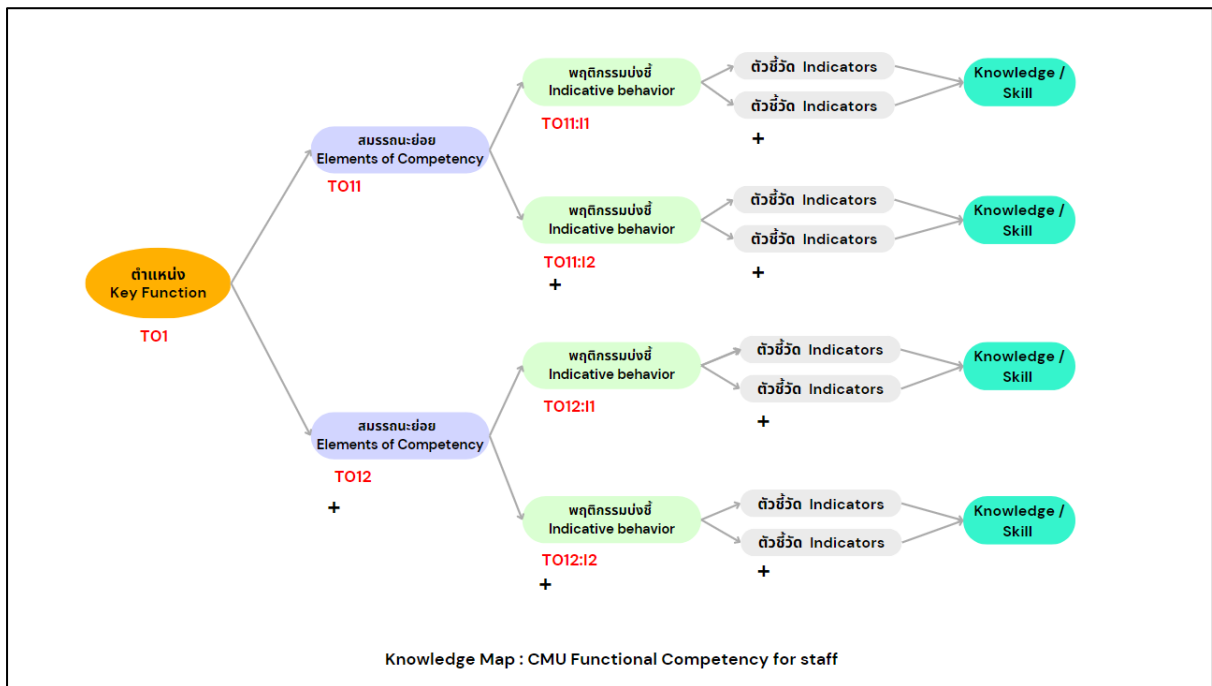 ตำแหน่ง
Key Function
TO1
สมรรถนะย่อย
Elements of Competency
TO11
พฤติกรรมบ่งชี้
Indicative behavior
TO11:I1
ตัวชี้วัด Indicators
ตัวชี้วัด Indicators
+
Knowledge /
Skill
พฤติกรรมบ่งชี้
Indicative behavior
TO11:I2
+
ตัวชี้วัด Indicators
ตัวชี้วัด Indicators
+
Knowledge /
Skill
สมรรถนะย่อย
Elements of Competency
TO12
+
พฤติกรรมบ่งชี้
Indicative behavior
TO12:I1
ตัวชี้วัด Indicators
ตัวชี้วัด Indicators
+
Knowledge /
Skill
พฤติกรรมบ่งชี้
Indicative behavior
TO12:I2
+
ตัวชี้วัด Indicators
ตัวชี้วัด Indicators
+
Knowledge /
Skill
Knowledge Map : CMU Functional Competency for staff